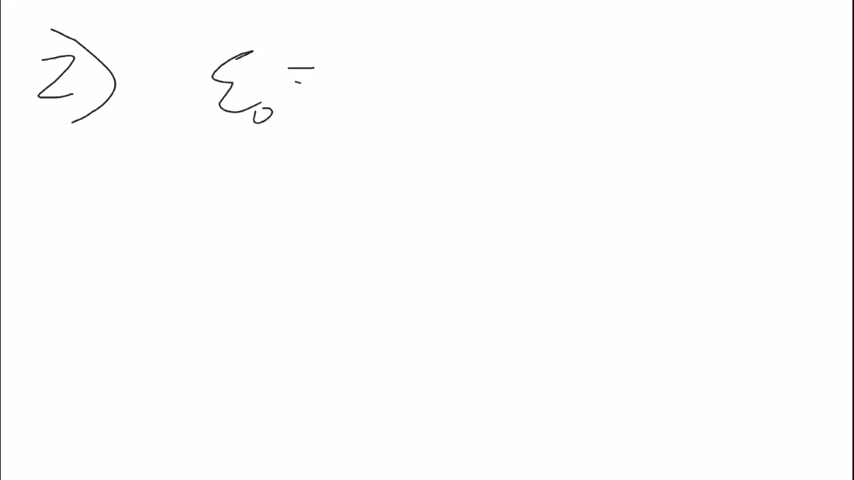 2) ε₀ =